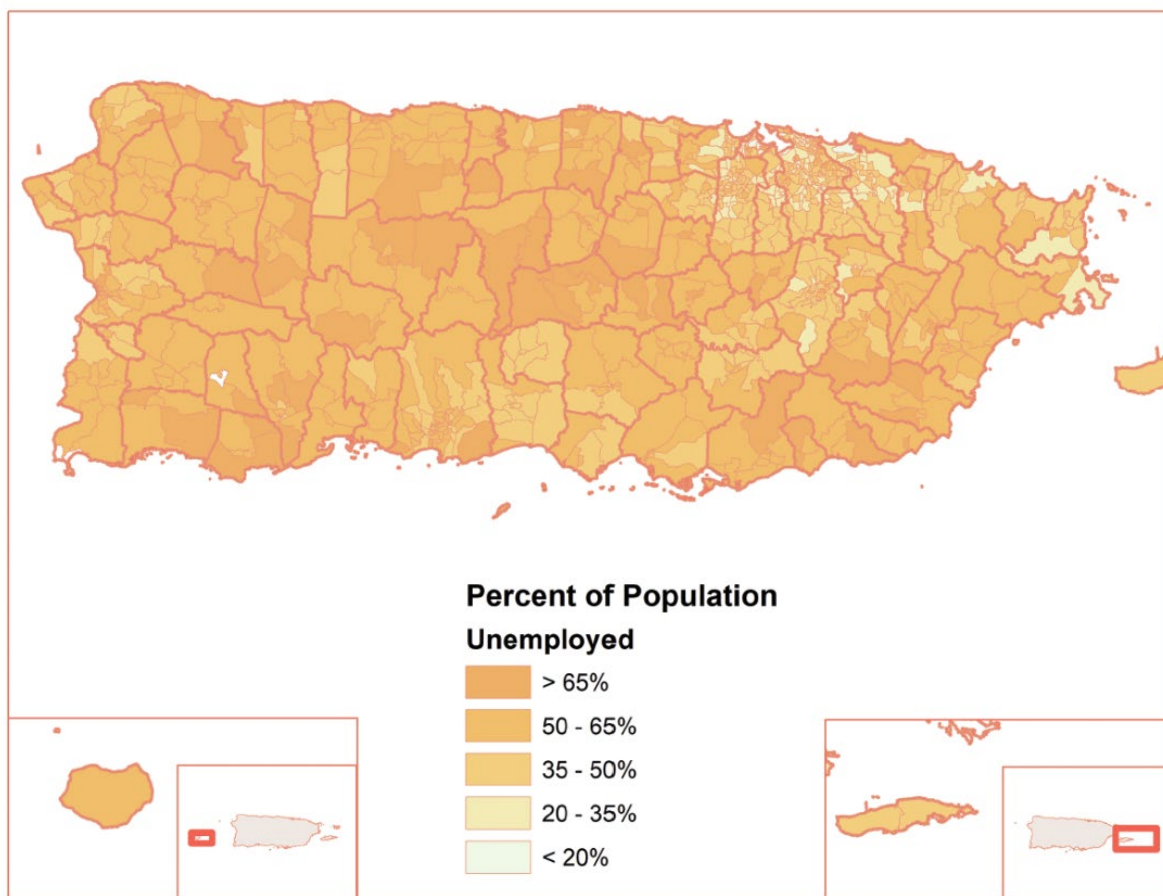 Percent of Population
Unemployed
> 65%
50 - 65%
35 - 50%
20 - 35%
< 20%